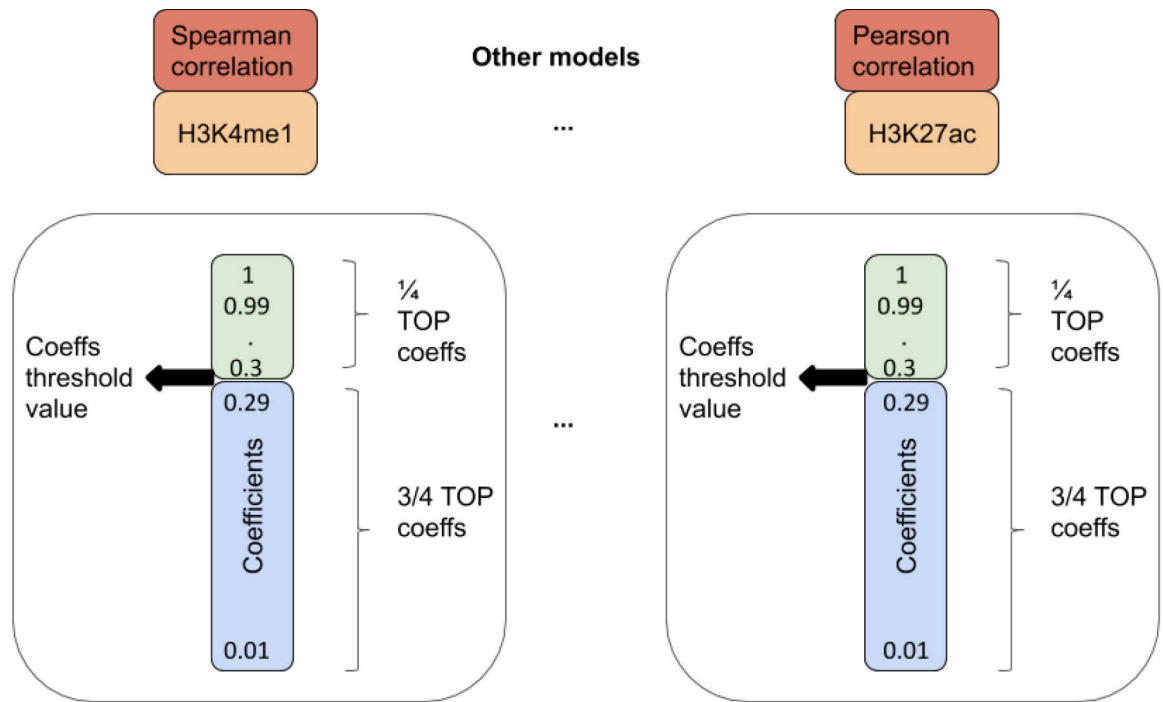 Spearman
correlation
H3K4me1
Other models
...
Pearson
correlation
H3K27ac
1
0.99
.
0.3
0.29
Coefficients
0.01
¼
TOP
coeffs
Coeffs
threshold
value
3/4 TOP
coeffs
...
1
0.99
.
0.3
0.29
Coefficients
0.01
¼
TOP
coeffs
Coeffs
threshold
value
3/4 TOP
coeffs